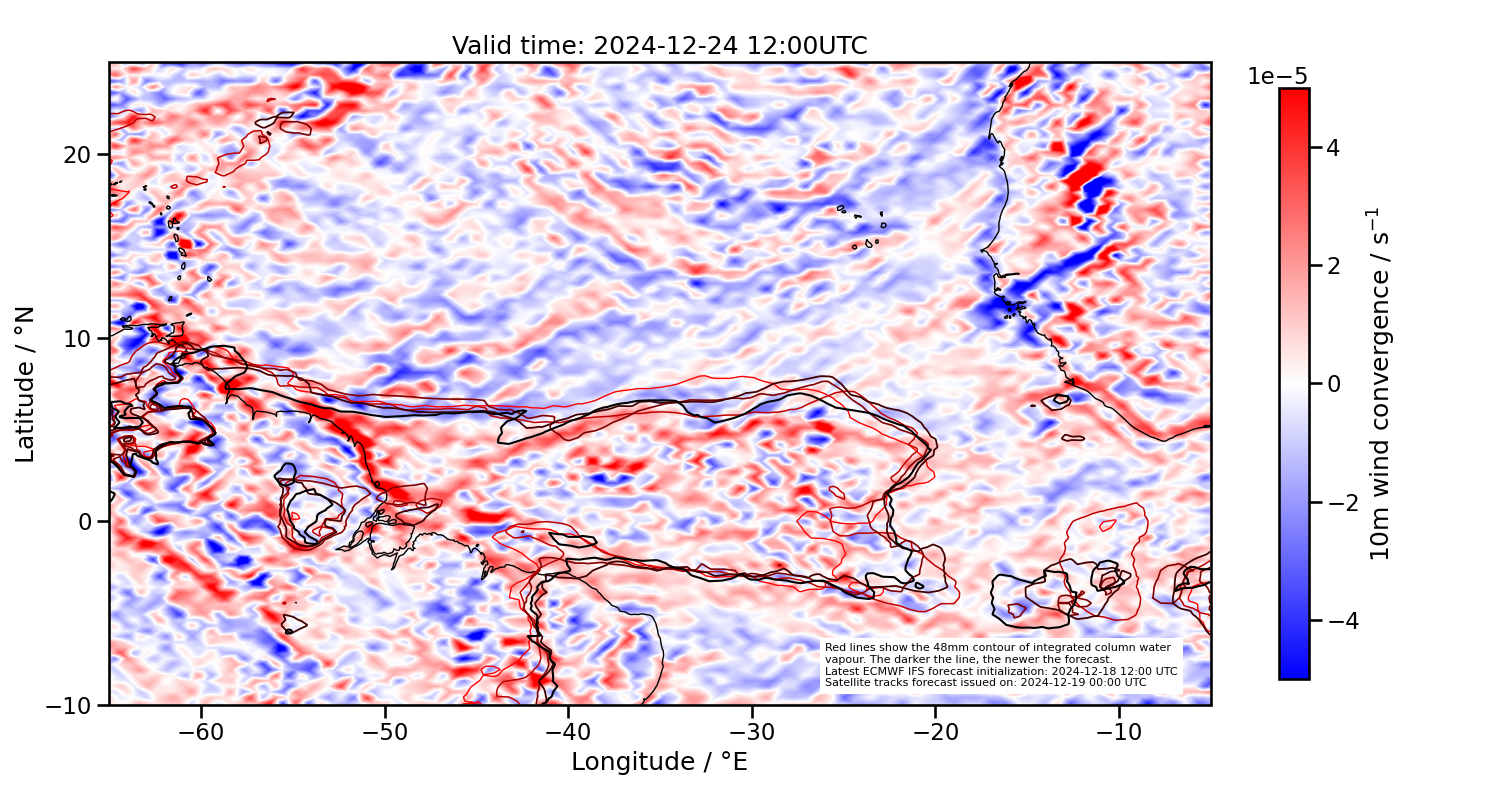 Valid time: 2024-12-24 12:00UTC
1e−5
20
10
0
−10
Latitude / °N
−60
−50
−40
−30
−20
−10
Longitude / °E
4
2
0
−2
−4
10m wind convergence / s⁻¹
Red lines show the 48mm contour of integrated column water
vapour. The darker the line, the newer the forecast.
Latest ECMWF IFS forecast initialization: 2024-12-18 12:00 UTC
Satellite tracks forecast issued on: 2024-12-19 00:00 UTC